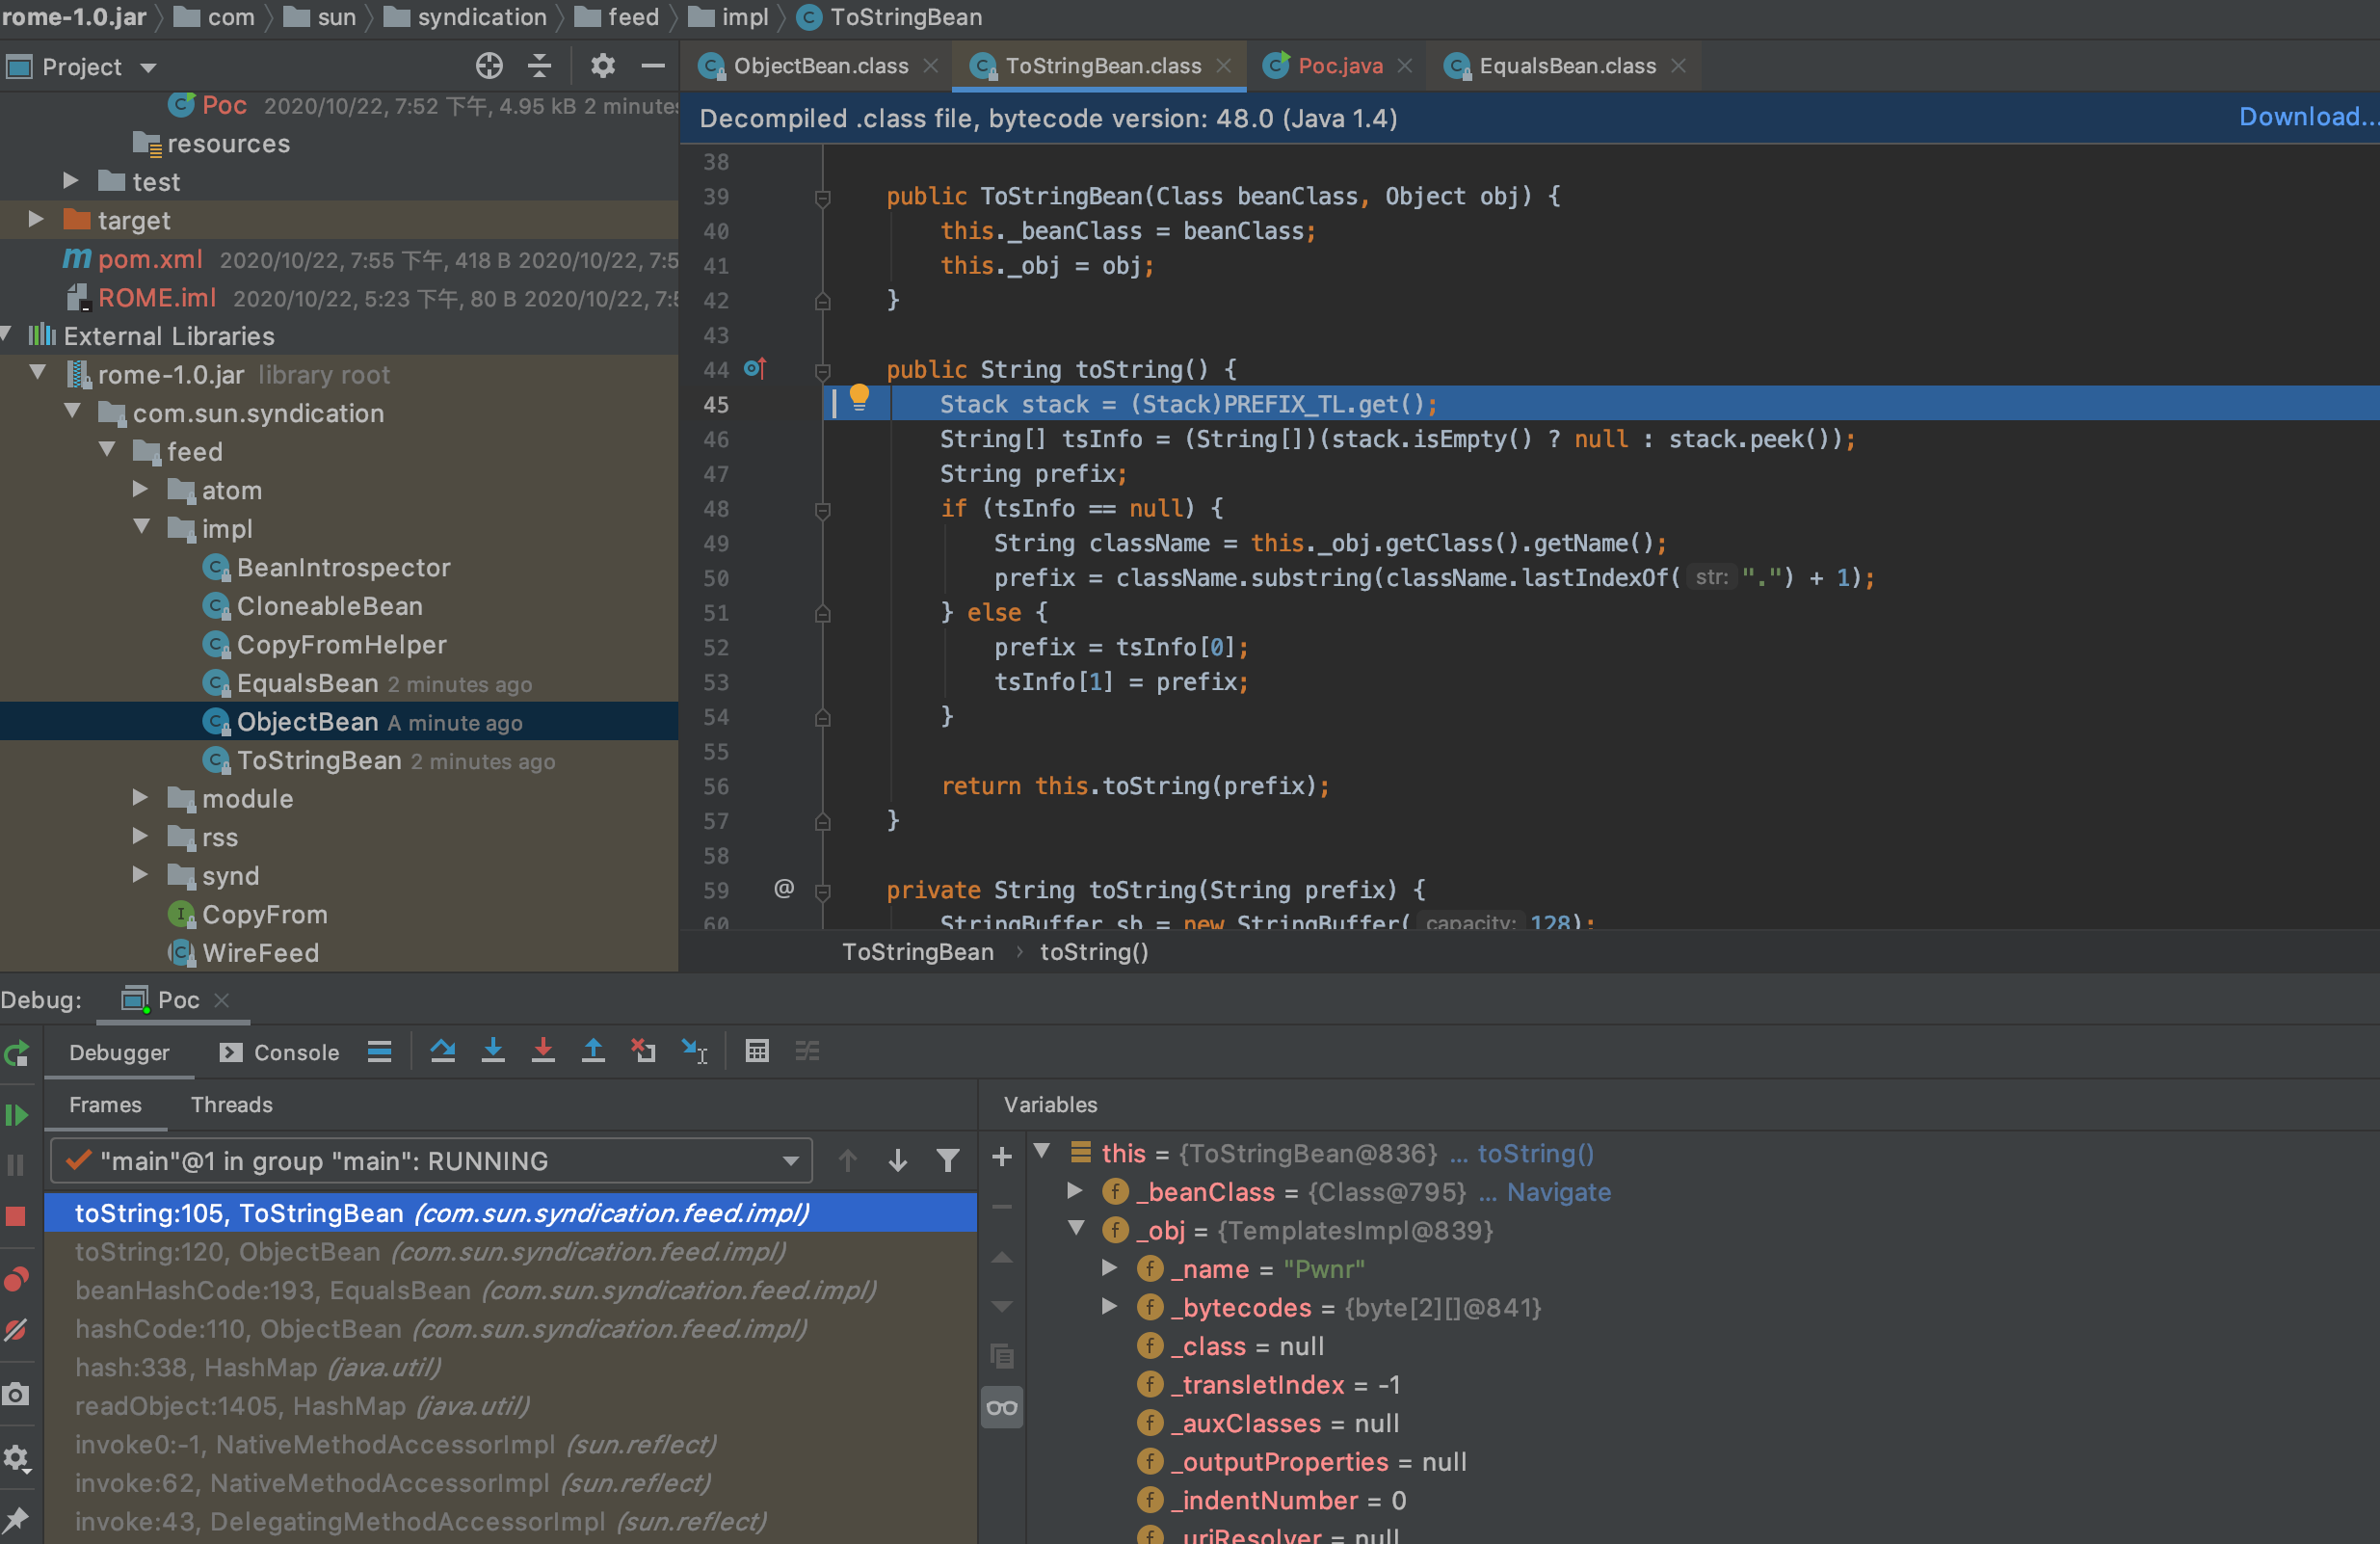 rome-1.0.jar com sun syndication feed impl ToStringBean
Project
Poc 2020/10/22, 7:52 下午, 4.95 kB 2 minutes
resources
test
target
pom.xml 2020/10/22, 7:55 下午, 418 B 2020/10/22, 7:5
ROME.iml 2020/10/22, 5:23 下午, 80 B 2020/10/22, 7:5
External Libraries
rome-1.0.jar library root
com.sun.syndication
feed
atom
impl
BeanIntrospector
CloneableBean
CopyFromHelper
EqualsBean 2 minutes ago
ObjectBean A minute ago
ToStringBean 2 minutes ago
module
rss
synd
CopyFrom
WireFeed
ObjectBean.class ToStringBean.class Poc.java EqualsBean.class
Decompiled .class file, bytecode version: 48.0 (Java 1.4) Download...
38
39 public ToStringBean(Class beanClass, Object obj) {
40 this._beanClass = beanClass;
41 this._obj = obj;
42 }
43
44 public String toString() {
45 Stack stack = (Stack)PREFIX_TL.get();
46 String[] tsInfo = (String[])(stack.isEmpty() ? null : stack.peek());
47 String prefix;
48 if (tsInfo == null) {
49 String className = this._obj.getClass().getName();
50 prefix = className.substring(className.lastIndexOf( str: ".") + 1);
51 } else {
52 prefix = tsInfo[0];
53 tsInfo[1] = prefix;
54 }
55
56 return this.toString(prefix);
57 }
58
59 @ private String toString(String prefix) {
60 StringBuffer sb = new StringBuffer( capacity: 128);
ToStringBean › toString()
Debug: Poc
Debugger Console
Frames Threads
"main"@1 in group "main": RUNNING
toString:105, ToStringBean (com.sun.syndication.feed.impl)
toString:120, ObjectBean (com.sun.syndication.feed.impl)
beanHashCode:193, EqualsBean (com.sun.syndication.feed.impl)
hashCode:110, ObjectBean (com.sun.syndication.feed.impl)
hash:338, HashMap (java.util)
readObject:1405, HashMap (java.util)
invoke0:-1, NativeMethodAccessorImpl (sun.reflect)
invoke:62, NativeMethodAccessorImpl (sun.reflect)
invoke:43, DelegatingMethodAccessorImpl (sun.reflect)
Variables
this = {ToStringBean@836} ... toString()
_beanClass = {Class@795} ... Navigate
_obj = {TemplatesImpl@839}
_name = "Pwnr"
_bytecodes = {byte[2][]@841}
_class = null
_transletIndex = -1
_auxClasses = null
_outputProperties = null
_indentNumber = 0
_uriResolver = null